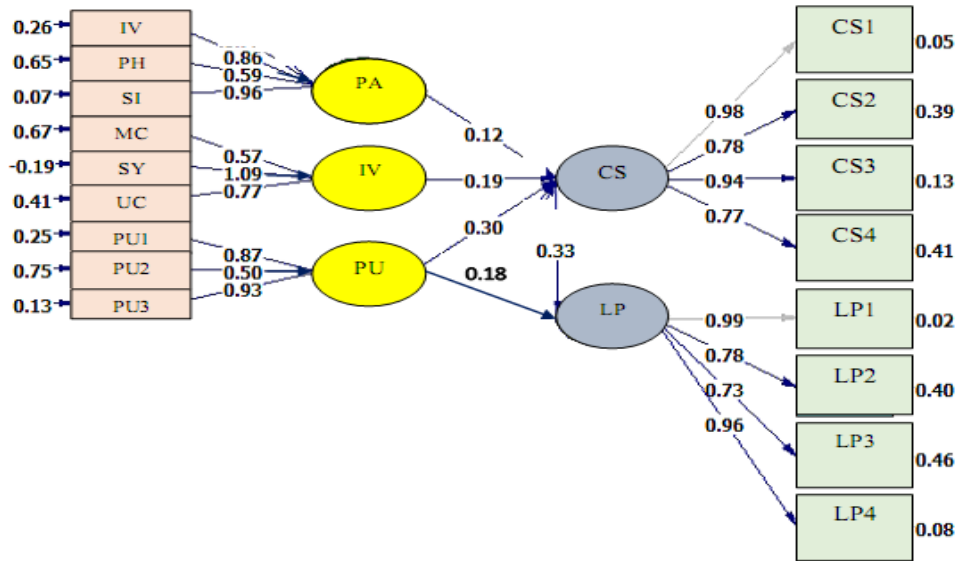 0.26 IV
0.65 PH
0.07 SI
0.67 MC
-0.19 SY
0.41 UC
0.25 PU1
0.75 PU2
0.13 PU3
0.86
0.59
0.96
0.57
1.09
0.77
0.87
0.50
0.93
PA
IV
PU
0.12
0.19
0.30
0.18
0.33
CS
LP
0.98
0.78
0.94
0.77
0.99
0.78
0.73
0.96
CS1 0.05
CS2 0.39
CS3 0.13
CS4 0.41
LP1 0.02
LP2 0.40
LP3 0.46
LP4 0.08